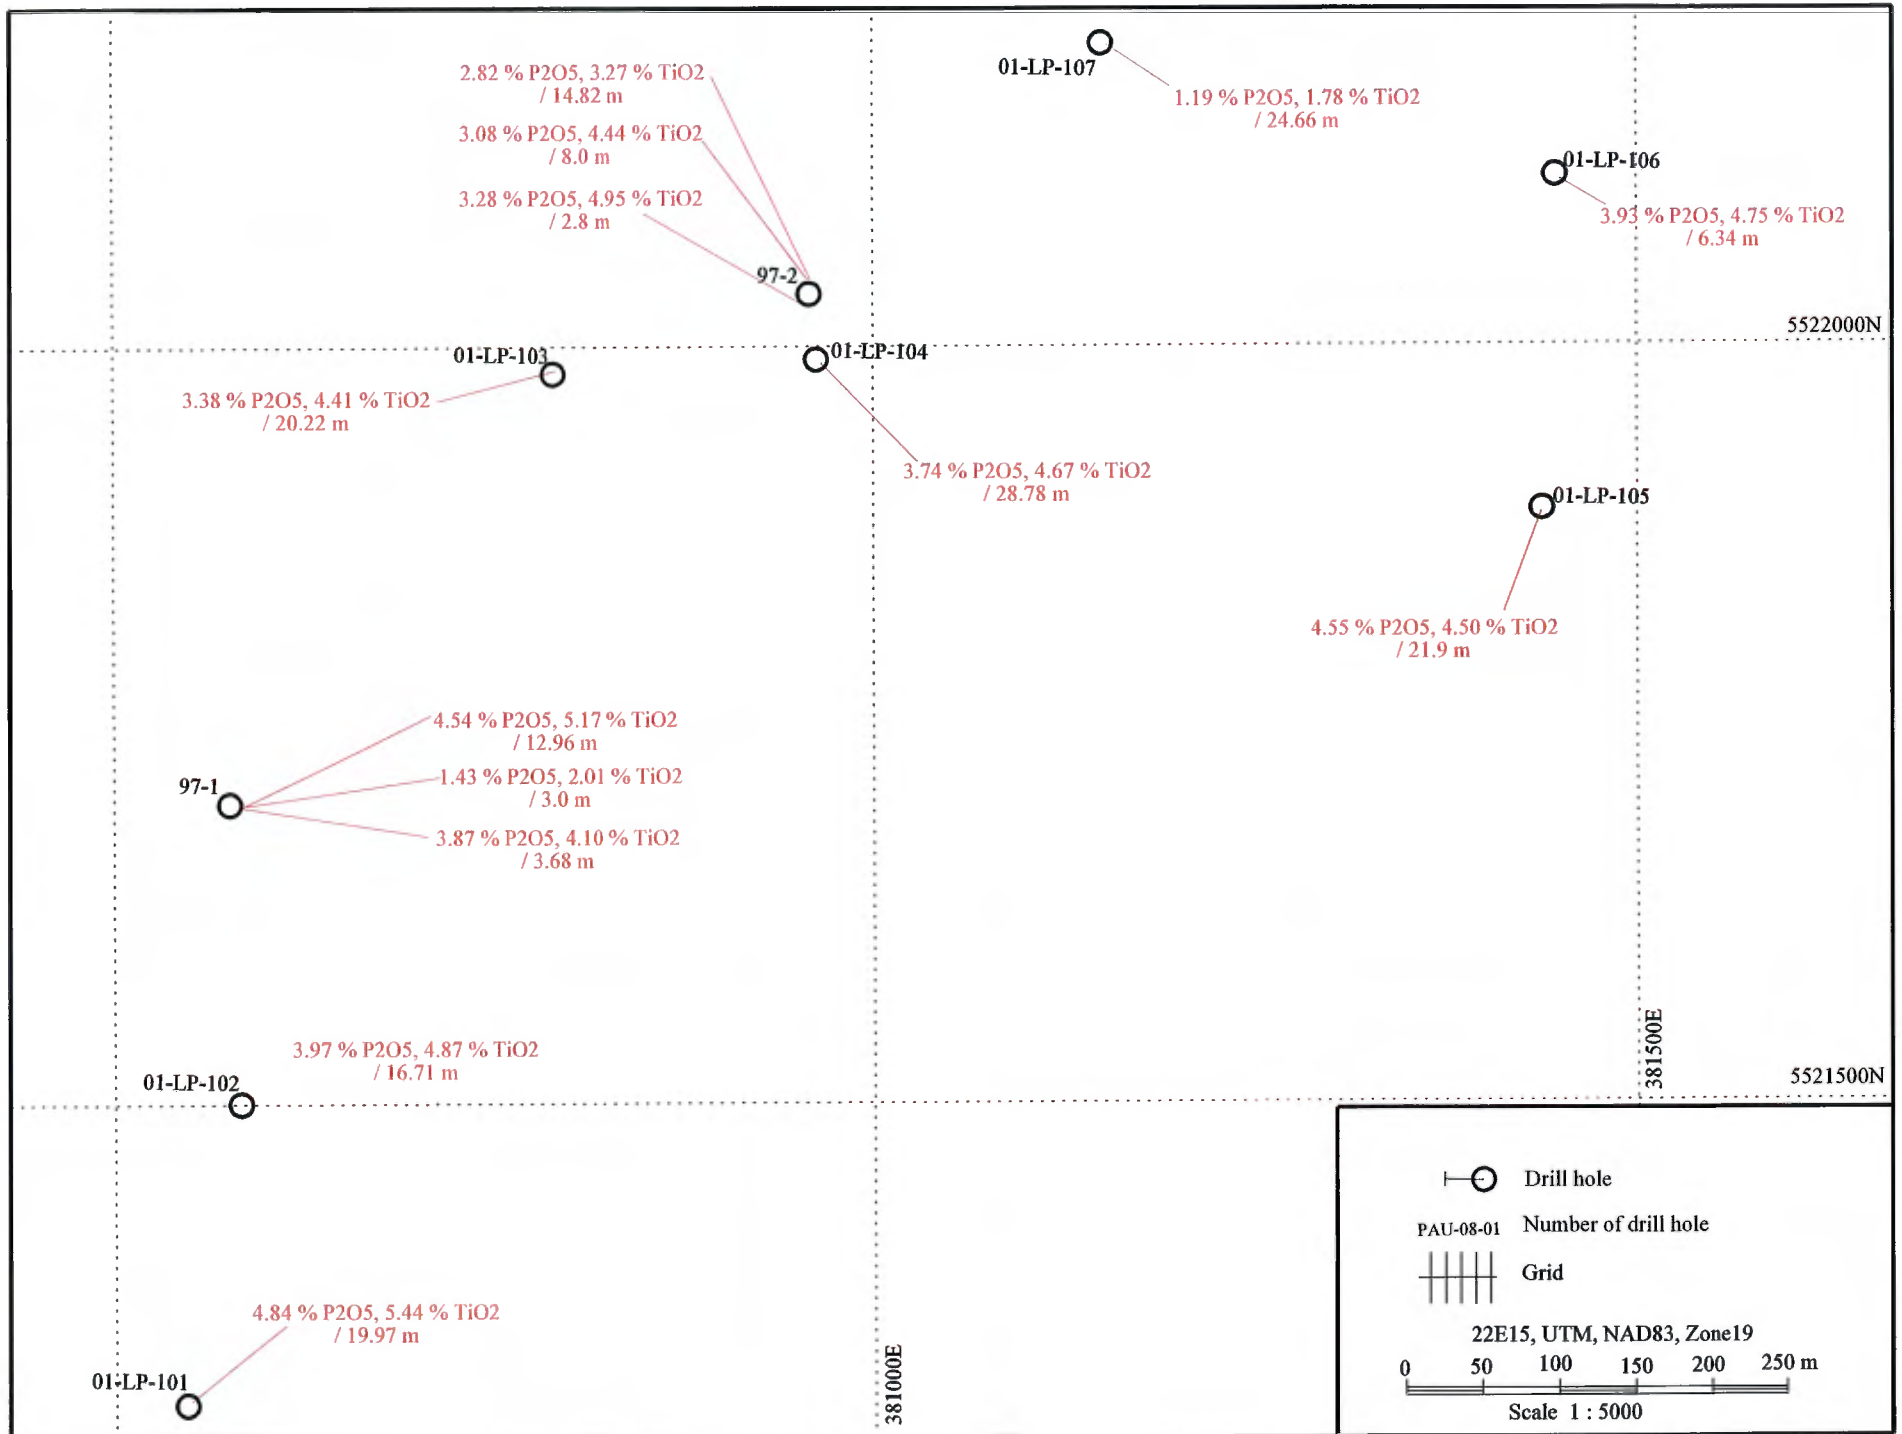 01-LP-107
2.82 % P2O5, 3.27 % TiO2
/ 14.82 m
1.19 % P2O5, 1.78 % TiO2
/ 24.66 m
3.08 % P2O5, 4.44 % TiO2
/ 8.0 m
01-LP-106
3.28 % P2O5, 4.95 % TiO2
/ 2.8 m
3.93 % P2O5, 4.75 % TiO2
/ 6.34 m
97-2
5522000N
01-LP-103
01-LP-104
3.38 % P2O5, 4.41 % TiO2
/ 20.22 m
3.74 % P2O5, 4.67 % TiO2
/ 28.78 m
01-LP-105
4.55 % P2O5, 4.50 % TiO2
/ 21.9 m
4.54 % P2O5, 5.17 % TiO2
/ 12.96 m
97-1
1.43 % P2O5, 2.01 % TiO2
/ 3.0 m
3.87 % P2O5, 4.10 % TiO2
/ 3.68 m
3.97 % P2O5, 4.87 % TiO2
/ 16.71 m
01-LP-102
381500E
5521500N
4.84 % P2O5, 5.44 % TiO2
/ 19.97 m
01-LP-101
381000E
Drill hole
PAU-08-01 Number of drill hole
Grid
22E15, UTM, NAD83, Zone19
0 50 100 150 200 250 m
Scale 1 : 5000